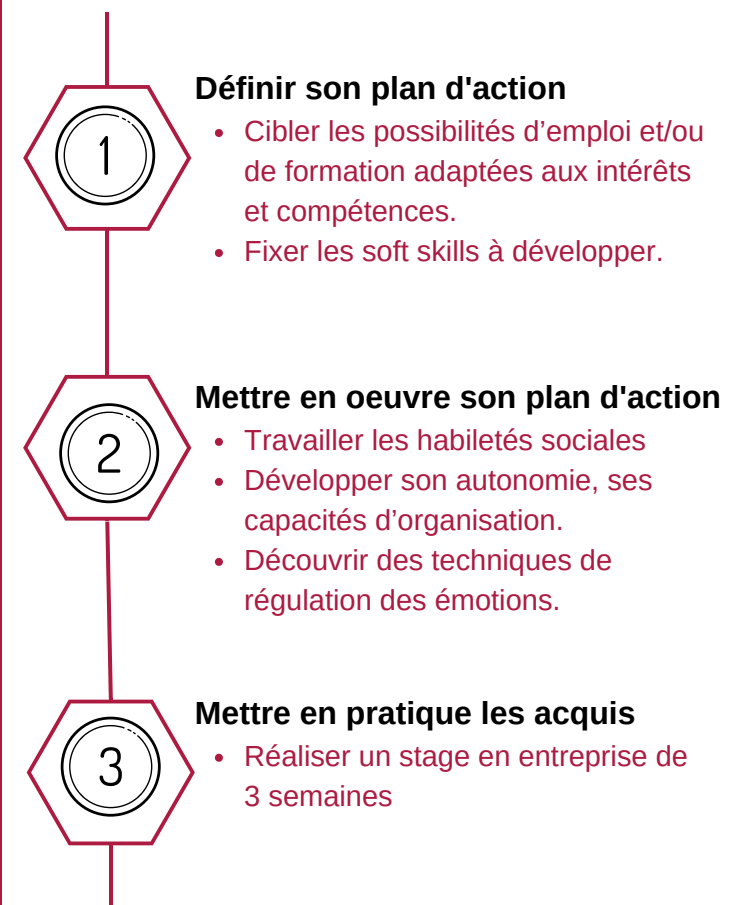 1
Définir son plan d'action
• Cibler les possibilités d’emploi et/ou
de formation adaptées aux intérêts
et compétences.
• Fixer les soft skills à développer.
2
Mettre en oeuvre son plan d'action
• Travailler les habiletés sociales
• Développer son autonomie, ses
capacités d’organisation.
• Découvrir des techniques de
régulation des émotions.
3
Mettre en pratique les acquis
• Réaliser un stage en entreprise de
3 semaines